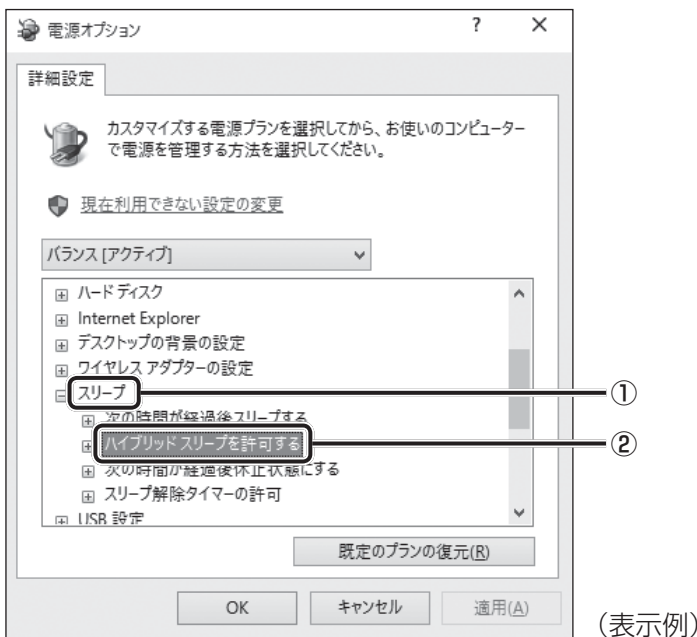 電源オプション ? ×
詳細設定
カスタマイズする電源プランを選択してから、お使いのコンピューター
で電源を管理する方法を選択してください。
現在利用できない設定の変更
バランス [アクティブ]
ハード ディスク
Internet Explorer
デスクトップの背景の設定
ワイヤレス アダプターの設定
スリープ ①
次の時間が経過後スリープする
ハイブリッド スリープを許可する ②
次の時間が経過後休止状態にする
スリープ解除タイマーの許可
USB 設定
既定のプランの復元(R)
OK キャンセル 適用(A)
(表示例)